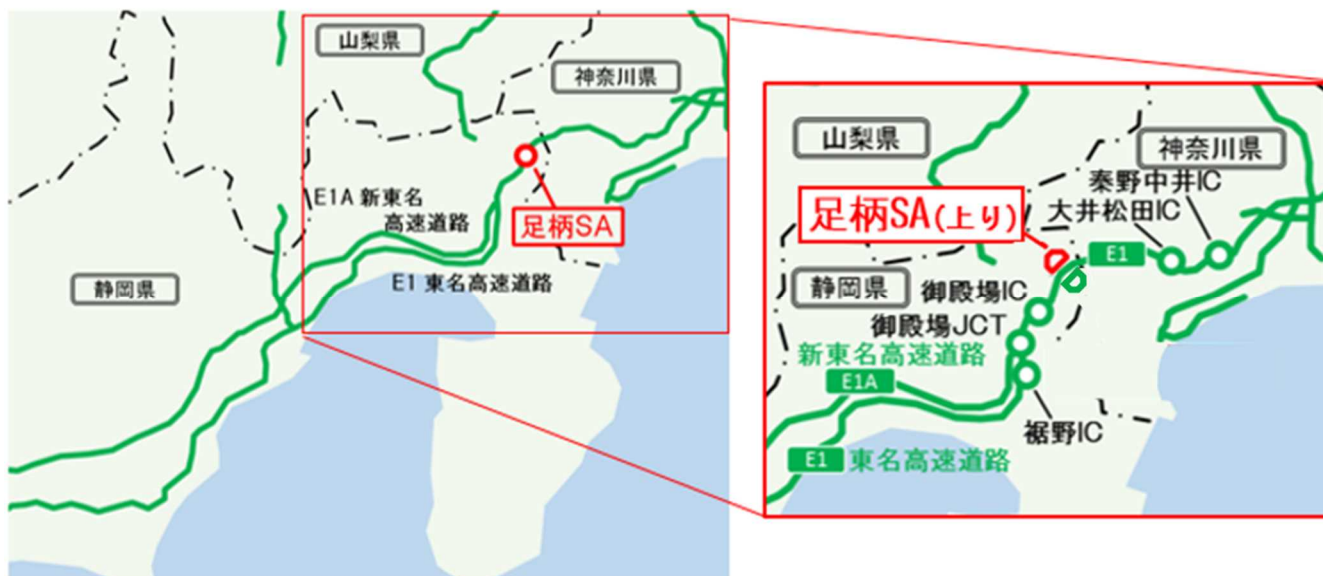 山梨県
神奈川県
E1A 新東名
高速道路
足柄SA
静岡県
E1 東名高速道路
山梨県
神奈川県
秦野中井IC
大井松田IC
足柄SA(上り)
E1
静岡県
御殿場IC
御殿場JCT
新東名高速道路
E1A
裾野IC
E1 東名高速道路